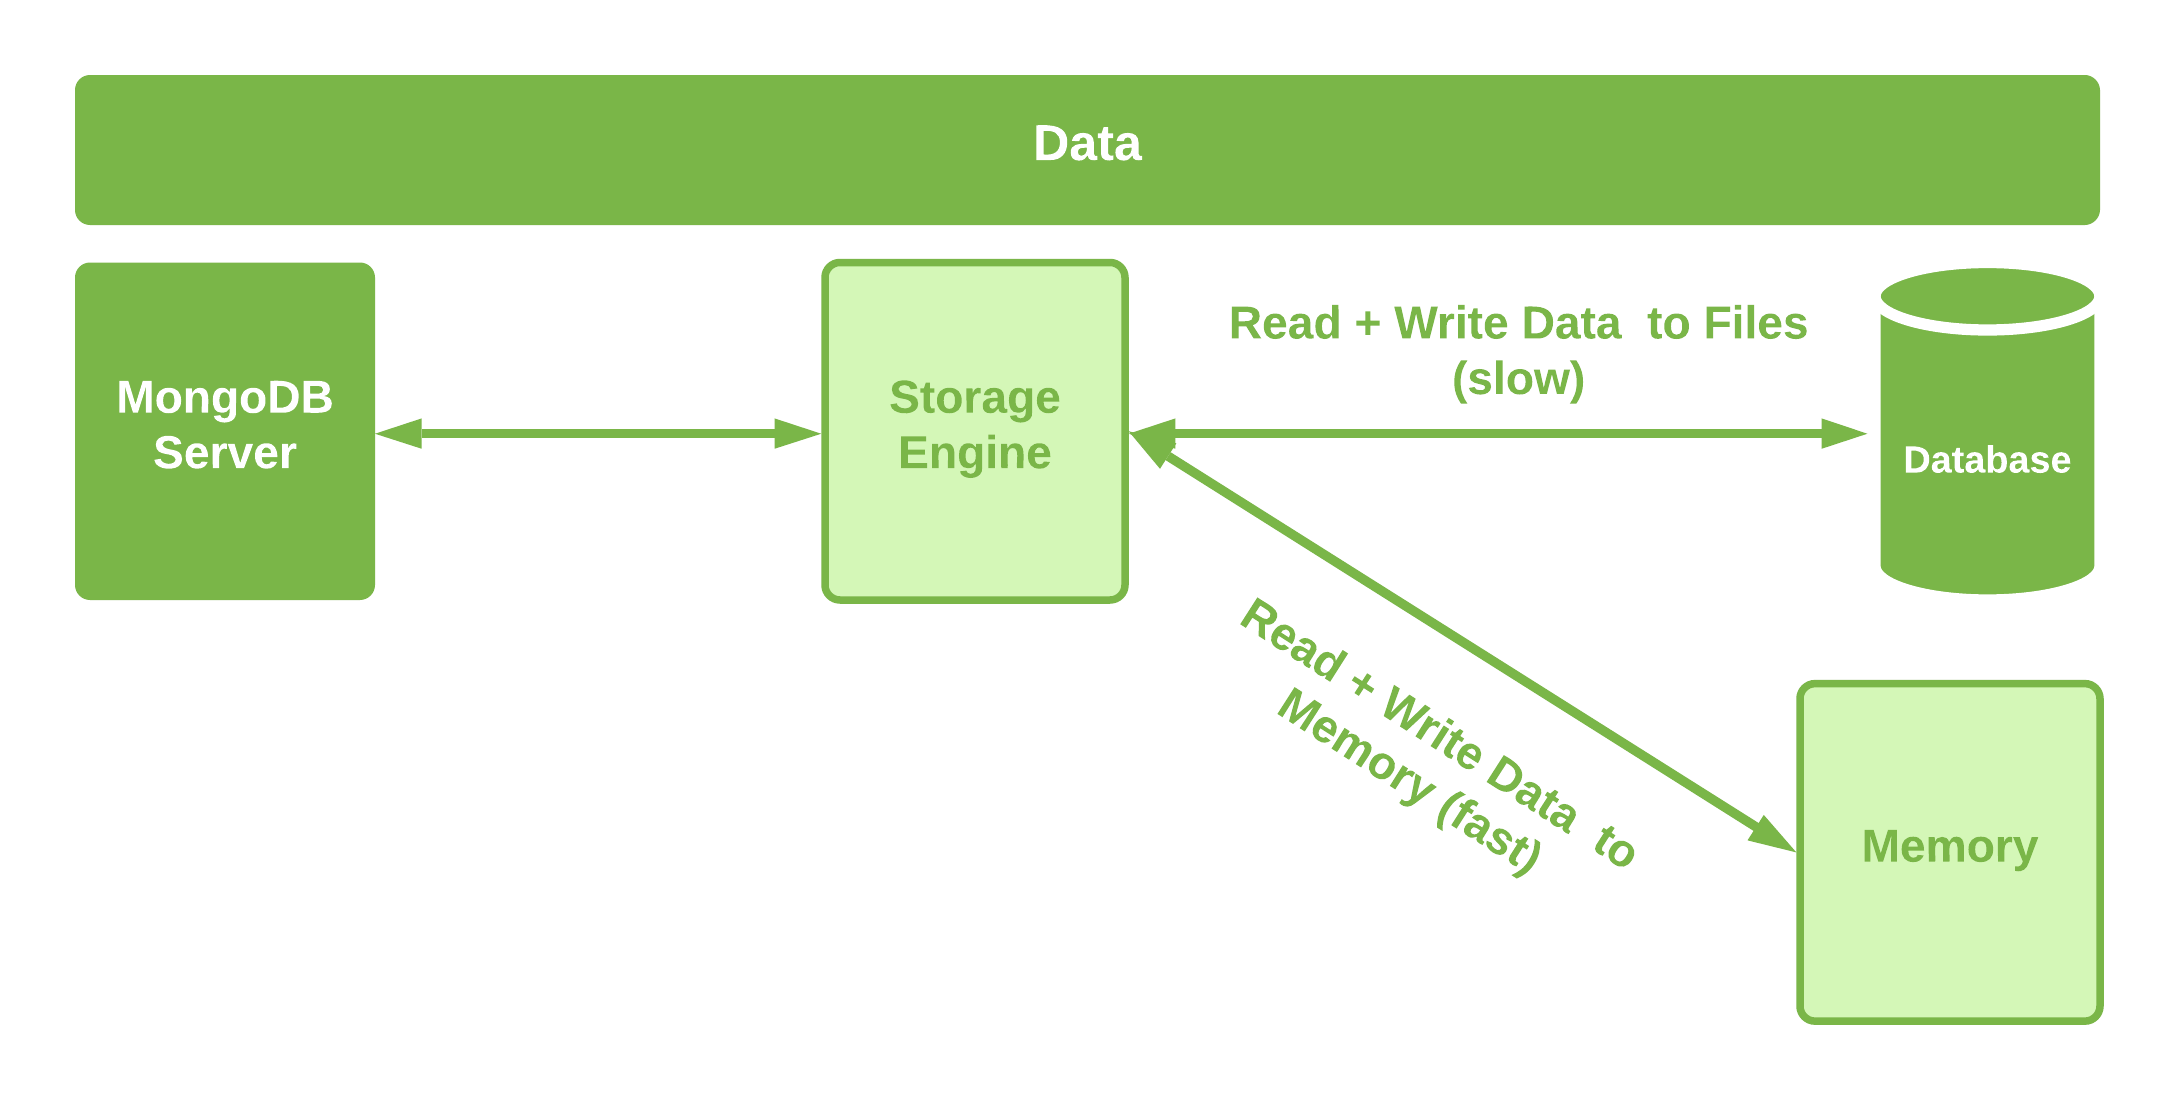 Data
MongoDB
Server
Storage
Engine
Read + Write Data  to Files
(slow)
Database
Read + Write Data  to
Memory (fast)
Memory